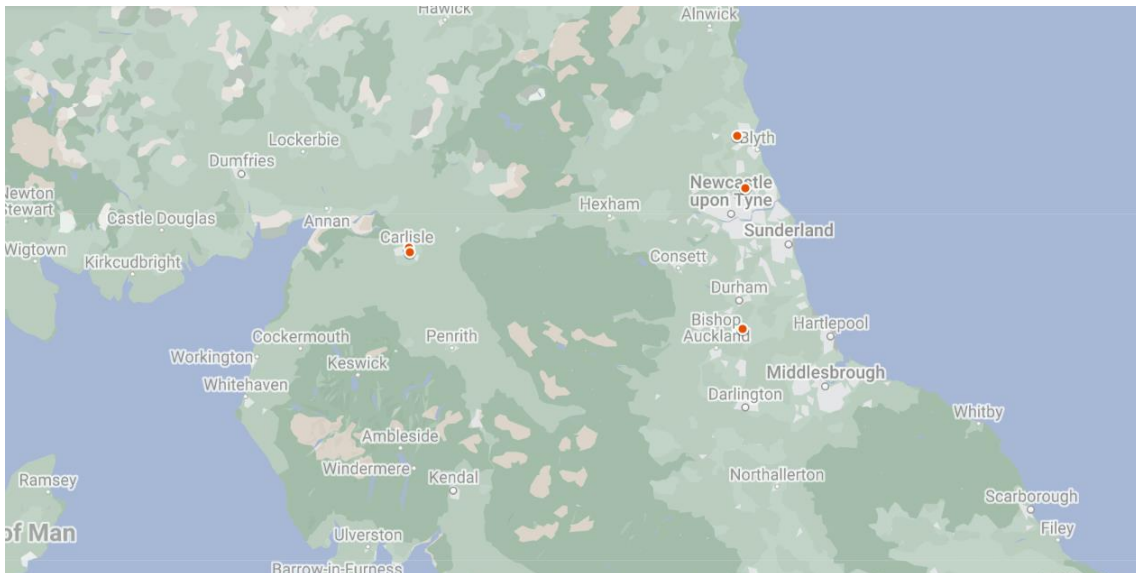 Hawick
Alnwick
Blyth
Lockerbie
Dumfries
Newcastle
upon Tyne
Newton
Stewart
Castle Douglas
Annan
Hexham
Carlisle
Sunderland
Wigtown
Kirkcudbright
Consett
Durham
Bishop
Auckland
Hartlepool
Cockermouth
Penrith
Workington
Keswick
Middlesbrough
Whitehaven
Darlington
Whitby
Ambleside
Windermere
Kendal
Northallerton
Ramsey
Scarborough
of Man
Ulverston
Filey
Barrow-in-Furness